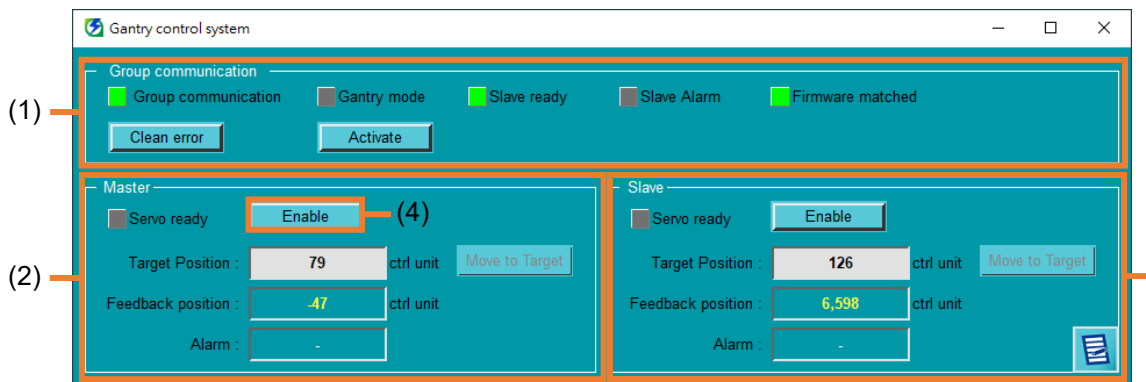 Gantry control system
Group communication
Group communication Gantry mode Slave ready Slave Alarm Firmware matched
(1)
Clean error Activate
Master
Servo ready Enable (4)
Target Position : 79 ctrl unit Move to Target
(2)
Feedback position : -47 ctrl unit
Alarm : -
Slave
Servo ready Enable
Target Position : 126 ctrl unit Move to Target
Feedback position : 6,598 ctrl unit
Alarm : -